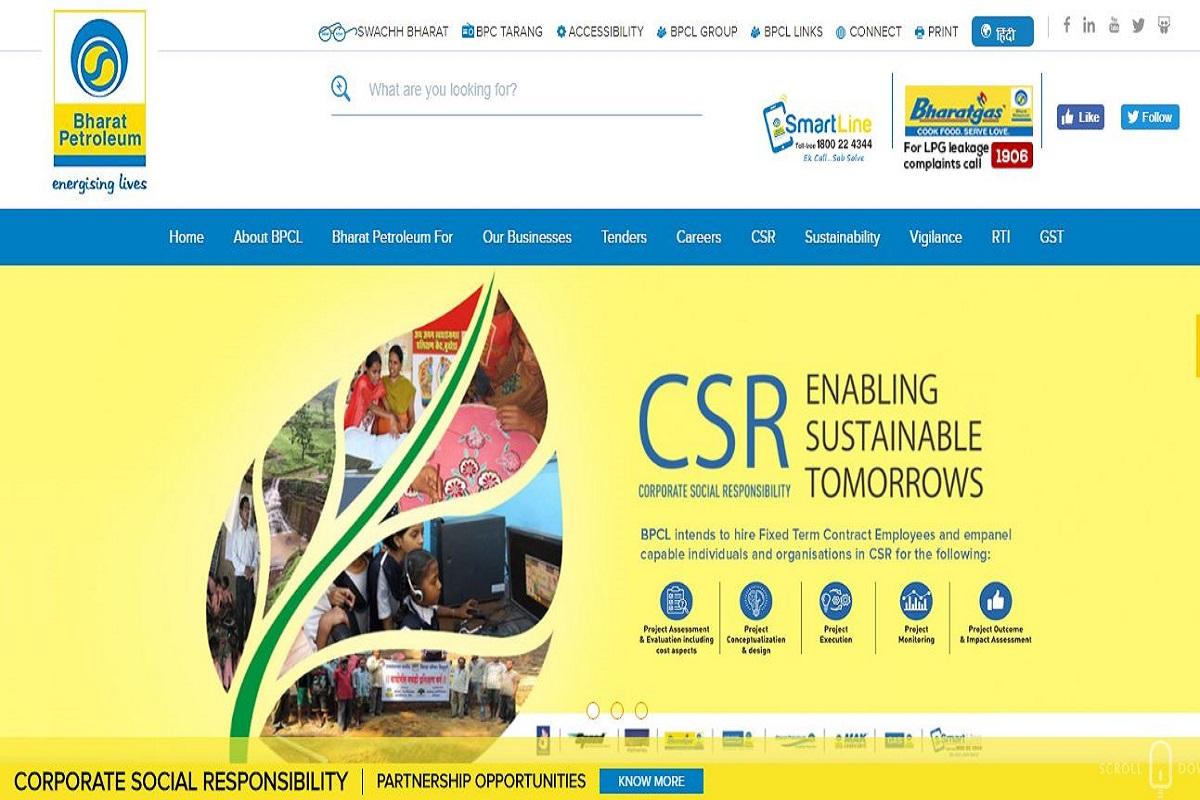 SWACHH BHARAT BPC TARANG ACCESSIBILITY BPCL GROUP BPCL LINKS CONNECT PRINT हिंदी
Bharat
Petroleum
energising lives
What are you looking for?
SmartLine
Toll-free 1800 22 4344
Ek Call...Sab Solve
Bharatgas
COOK FOOD. SERVE LOVE.
For LPG leakage
complaints call 1906
Like
Follow
Home About BPCL Bharat Petroleum For Our Businesses Tenders Careers CSR Sustainability Vigilance RTI GST
CSR
CORPORATE SOCIAL RESPONSIBILITY
ENABLING
SUSTAINABLE
TOMORROWS
BPCL intends to hire Fixed Term Contract Employees and empanel
capable individuals and organisations in CSR for the following:
Project Assessment
& Evaluation including
cost aspects
Project
Conceptualization
& design
Project
Execution
Project
Monitoring
Project Outcome
& Impact Assessment
Speed
MAK
SmartLine
CORPORATE SOCIAL RESPONSIBILITY PARTNERSHIP OPPORTUNITIES KNOW MORE
SCROLL DO